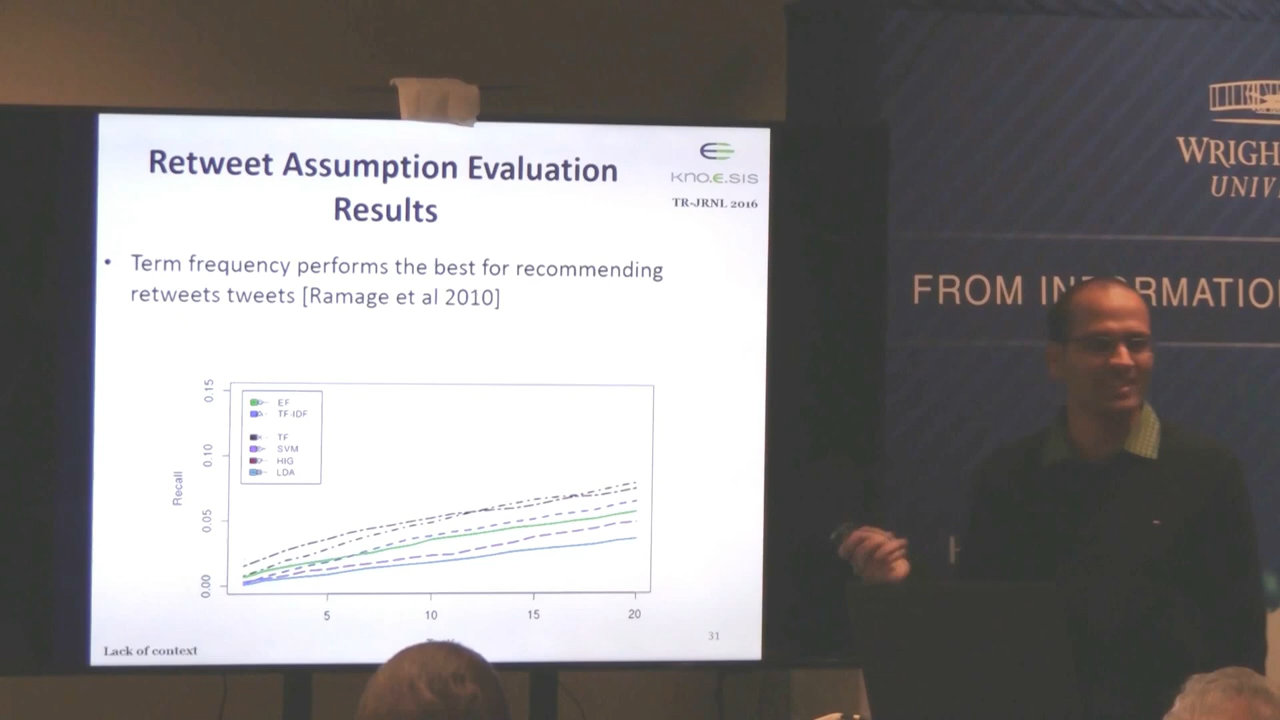 Retweet Assumption Evaluation
Results
kno.e.sis
TR-JRNL 2016
• Term frequency performs the best for recommending
retweets tweets [Ramage et al 2010]
0.15
0.10
0.05
0.00
Recall
EF
TF-IDF
TF
SVM
HIG
LDA
5
10
15
20
31
Lack of context
WRIGH
UNIV
FROM IN RMATIO